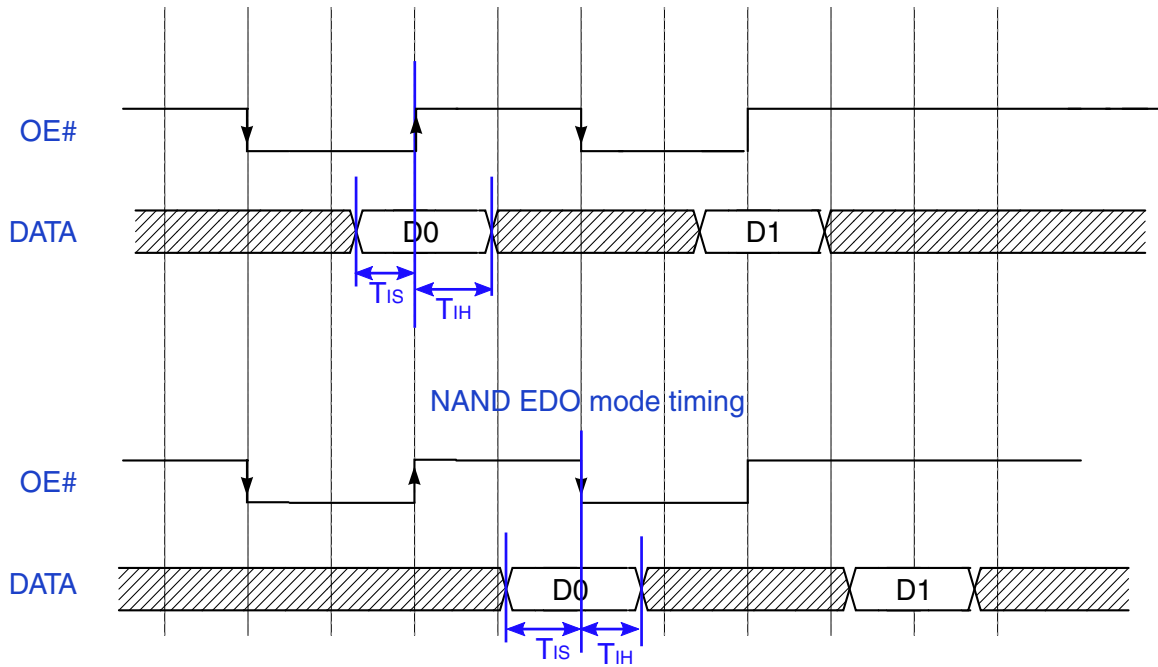 OE#
DATA D0 D1
TIS
TIH
NAND EDO mode timing
OE#
DATA D0 D1
TIS TIH